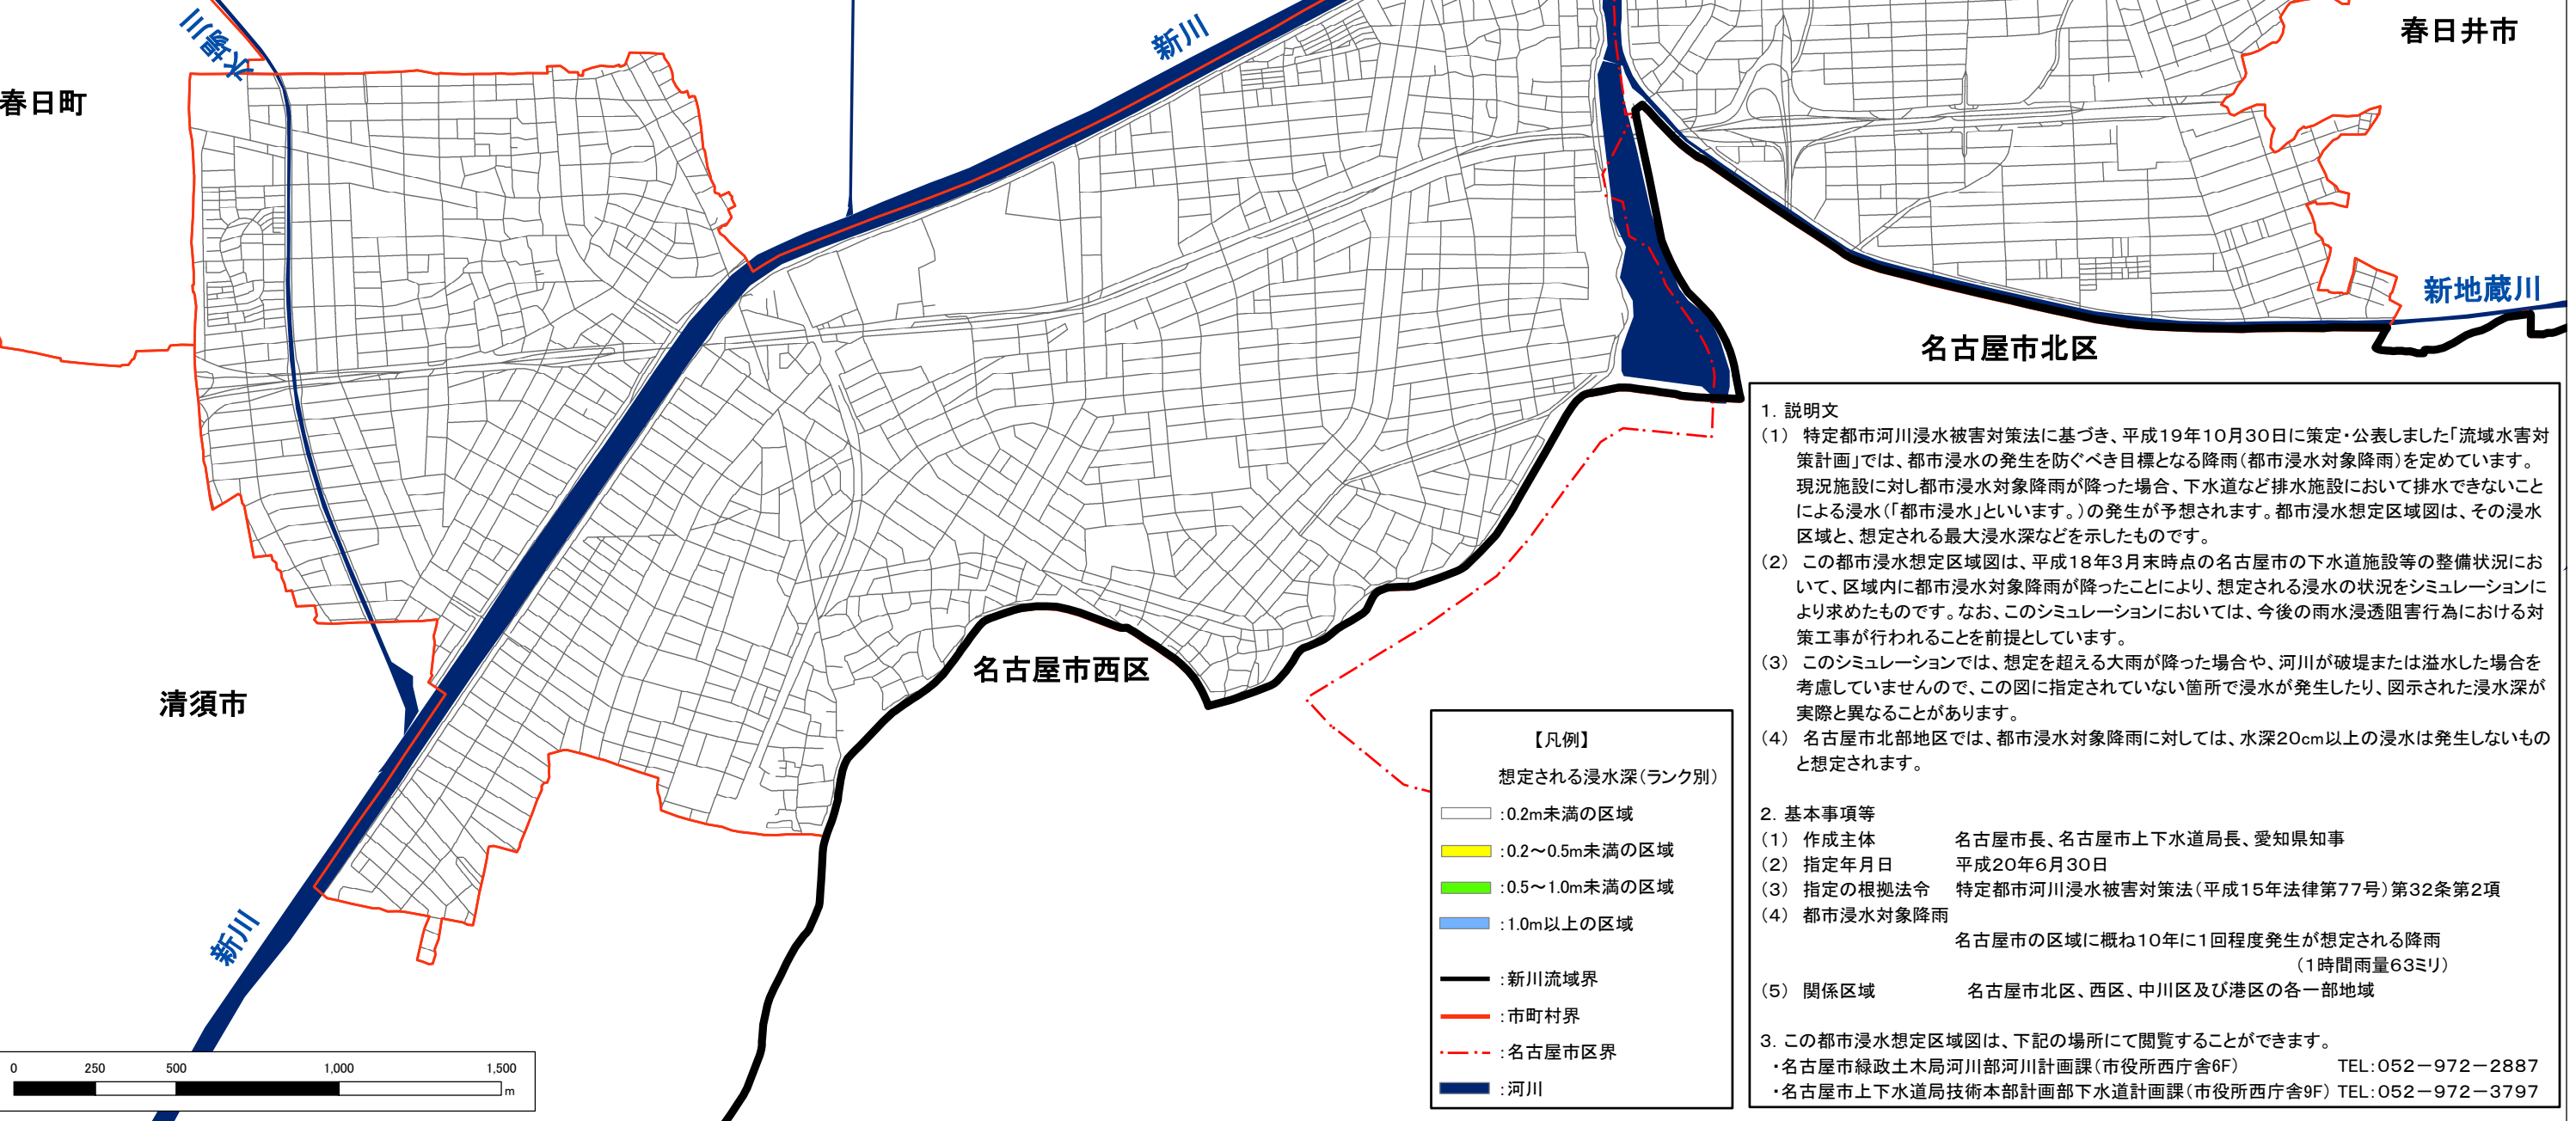 水場川
新川
春日井市
春日町
新地蔵川
名古屋市北区
名古屋市西区
清須市
新川
0 250 500 1,000 1,500
m
【凡例】
想定される浸水深(ランク別)
:0.2m未満の区域
:0.2～0.5m未満の区域
:0.5～1.0m未満の区域
:1.0m以上の区域
:新川流域界
:市町村界
:名古屋市区界
:河川
1. 説明文
(1) 特定都市河川浸水被害対策法に基づき、平成19年10月30日に策定・公表しました「流域水害対
策計画」では、都市浸水の発生を防ぐべき目標となる降雨(都市浸水対象降雨)を定めています。
現況施設に対し都市浸水対象降雨が降った場合、下水道など排水施設において排水できないこと
による浸水(「都市浸水」といいます。)の発生が予想されます。都市浸水想定区域図は、その浸水
区域と、想定される最大浸水深などを示したものです。
(2) この都市浸水想定区域図は、平成18年3月末時点の名古屋市の下水道施設等の整備状況にお
いて、区域内に都市浸水対象降雨が降ったことにより、想定される浸水の状況をシミュレーションに
より求めたものです。なお、このシミュレーションにおいては、今後の雨水浸透阻害行為における対
策工事が行われることを前提としています。
(3) このシミュレーションでは、想定を超える大雨が降った場合や、河川が破堤または溢水した場合を
考慮していませんので、この図に指定されていない箇所で浸水が発生したり、図示された浸水深が
実際と異なることがあります。
(4) 名古屋市北部地区では、都市浸水対象降雨に対しては、水深20cm以上の浸水は発生しないもの
と想定されます。
2. 基本事項等
(1) 作成主体 名古屋市長、名古屋市上下水道局長、愛知県知事
(2) 指定年月日 平成20年6月30日
(3) 指定の根拠法令 特定都市河川浸水被害対策法(平成15年法律第77号)第32条第2項
(4) 都市浸水対象降雨
名古屋市の区域に概ね10年に1回程度発生が想定される降雨
(1時間雨量63ミリ)
(5) 関係区域 名古屋市北区、西区、中川区及び港区の各一部地域
3. この都市浸水想定区域図は、下記の場所にて閲覧することができます。
・名古屋市緑政土木局河川部河川計画課(市役所西庁舎6F) TEL:052－972－2887
・名古屋市上下水道局技術本部計画部下水道計画課(市役所西庁舎9F) TEL:052－972－3797